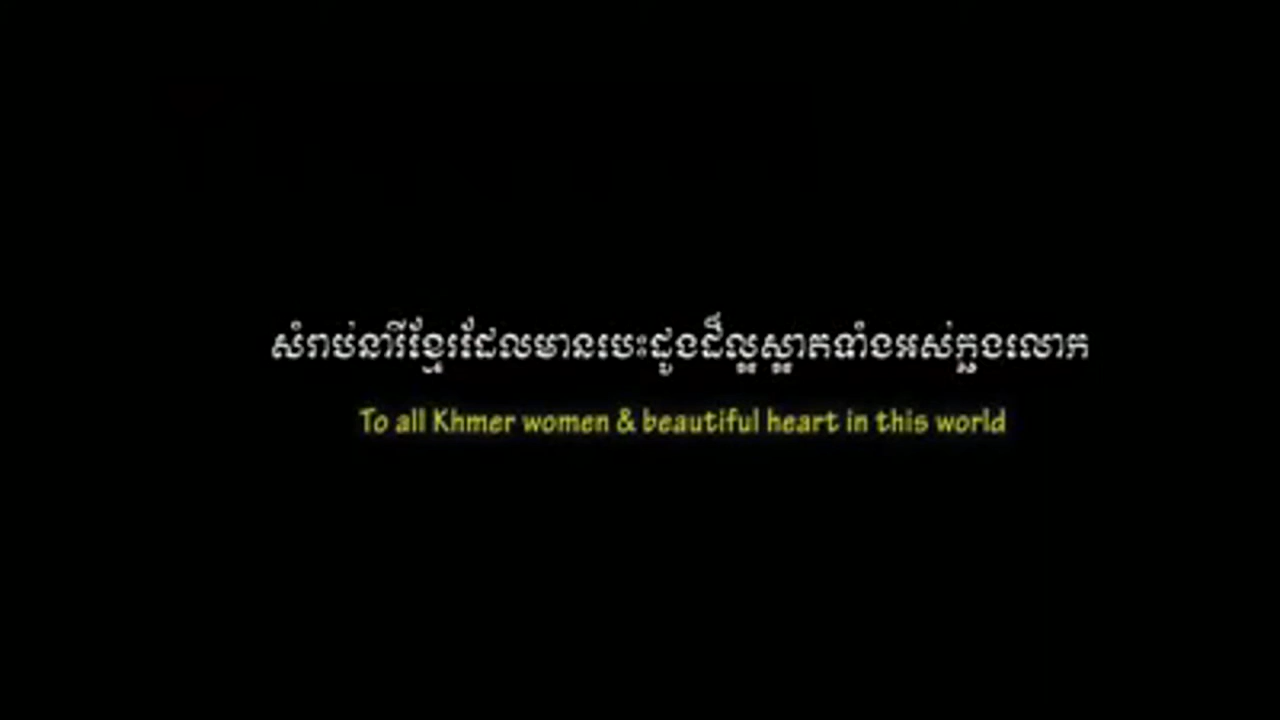 សំរាប់នារីខ្មែរដែលមានបេះដូងដ៏ល្អស្អាតទាំងអស់ក្នុងលោក
To all Khmer women & beautiful heart in this world